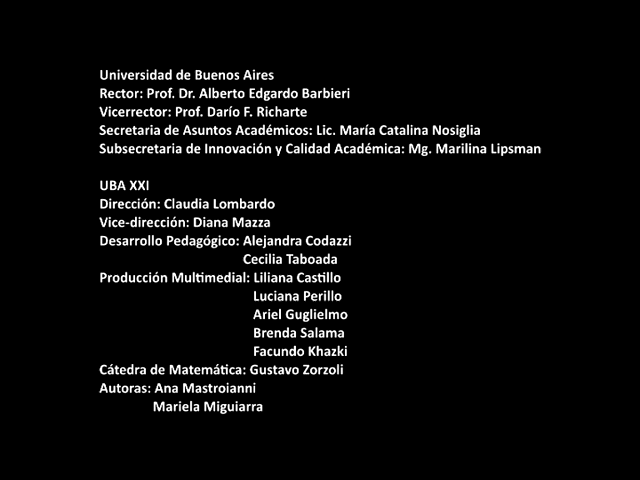 Universidad de Buenos Aires
Rector: Prof. Dr. Alberto Edgardo Barbieri
Vicerrector: Prof. Darío F. Richarte
Secretaria de Asuntos Académicos: Lic. María Catalina Nosiglia
Subsecretaria de Innovación y Calidad Académica: Mg. Marilina Lipsman
UBA XXI
Dirección: Claudia Lombardo
Vice-dirección: Diana Mazza
Desarrollo Pedagógico: Alejandra Codazzi
Cecilia Taboada
Producción Multimedial: Liliana Castillo
Luciana Perillo
Ariel Guglielmo
Brenda Salama
Facundo Khazki
Cátedra de Matemática: Gustavo Zorzoli
Autoras: Ana Mastroianni
Mariela Miguiarra